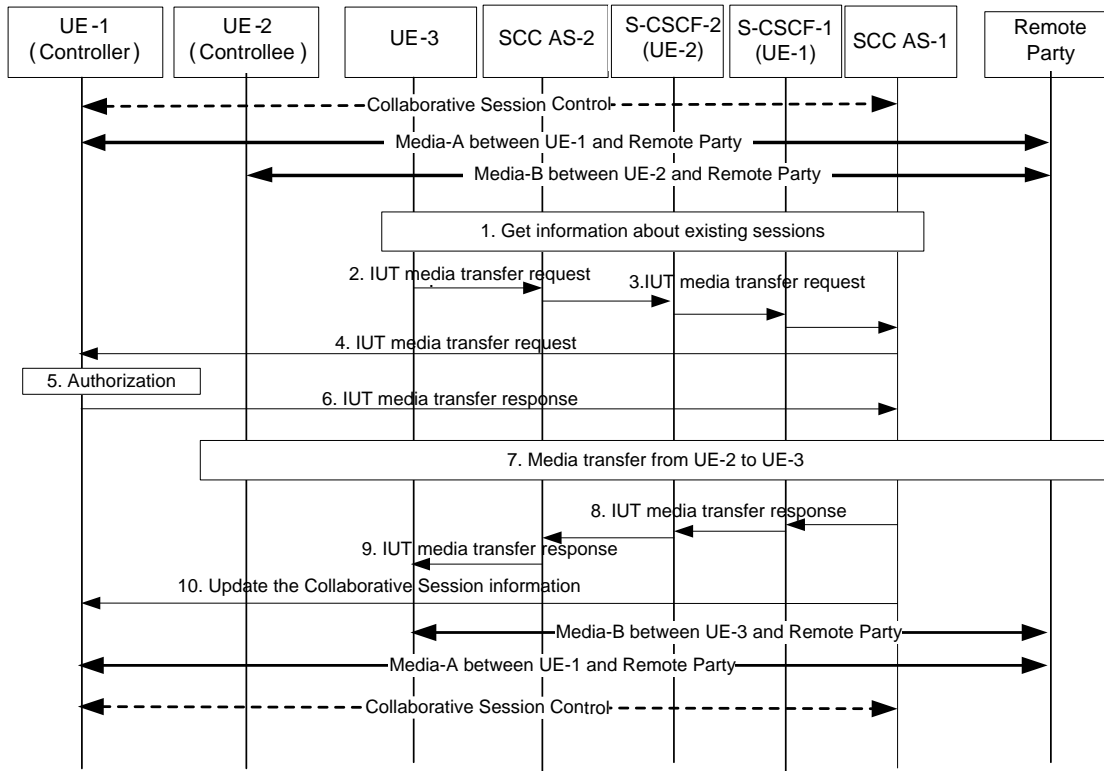 UE-1
( Controller )
UE-2
( Controllee )
UE-3
SCC AS-2
S-CSCF-2
(UE-2)
S-CSCF-1
(UE-1)
SCC AS-1
Remote
Party
Collaborative Session Control
Media-A between UE-1 and Remote Party
Media-B between UE-2 and Remote Party
1. Get information about existing sessions
2. IUT media transfer request
3.IUT media transfer request
4. IUT media transfer request
5. Authorization
6. IUT media transfer response
7. Media transfer from UE-2 to UE-3
8. IUT media transfer response
9. IUT media transfer response
10. Update the Collaborative Session information
Media-B between UE-3 and Remote Party
Media-A between UE-1 and Remote Party
Collaborative Session Control